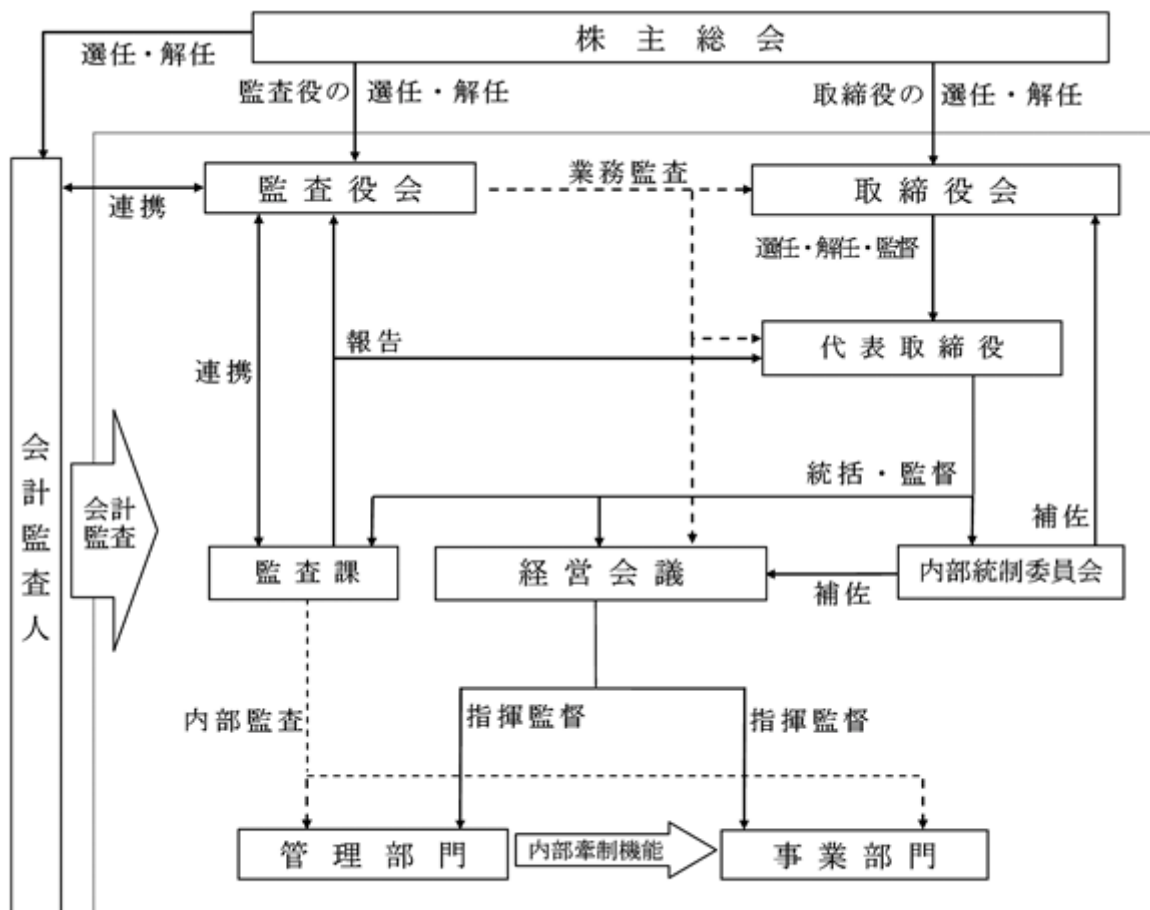 株主総会
選任・解任
監査役の 選任・解任
取締役の 選任・解任
監査役会
業務監査
取締役会
連携
選任・解任・監督
代表取締役
報告
連携
会計監査人
会計
監査
統括・監督
補佐
監査課
経営会議
内部統制委員会
補佐
内部監査
指揮監督
指揮監督
管理部門
内部牽制機能
事業部門